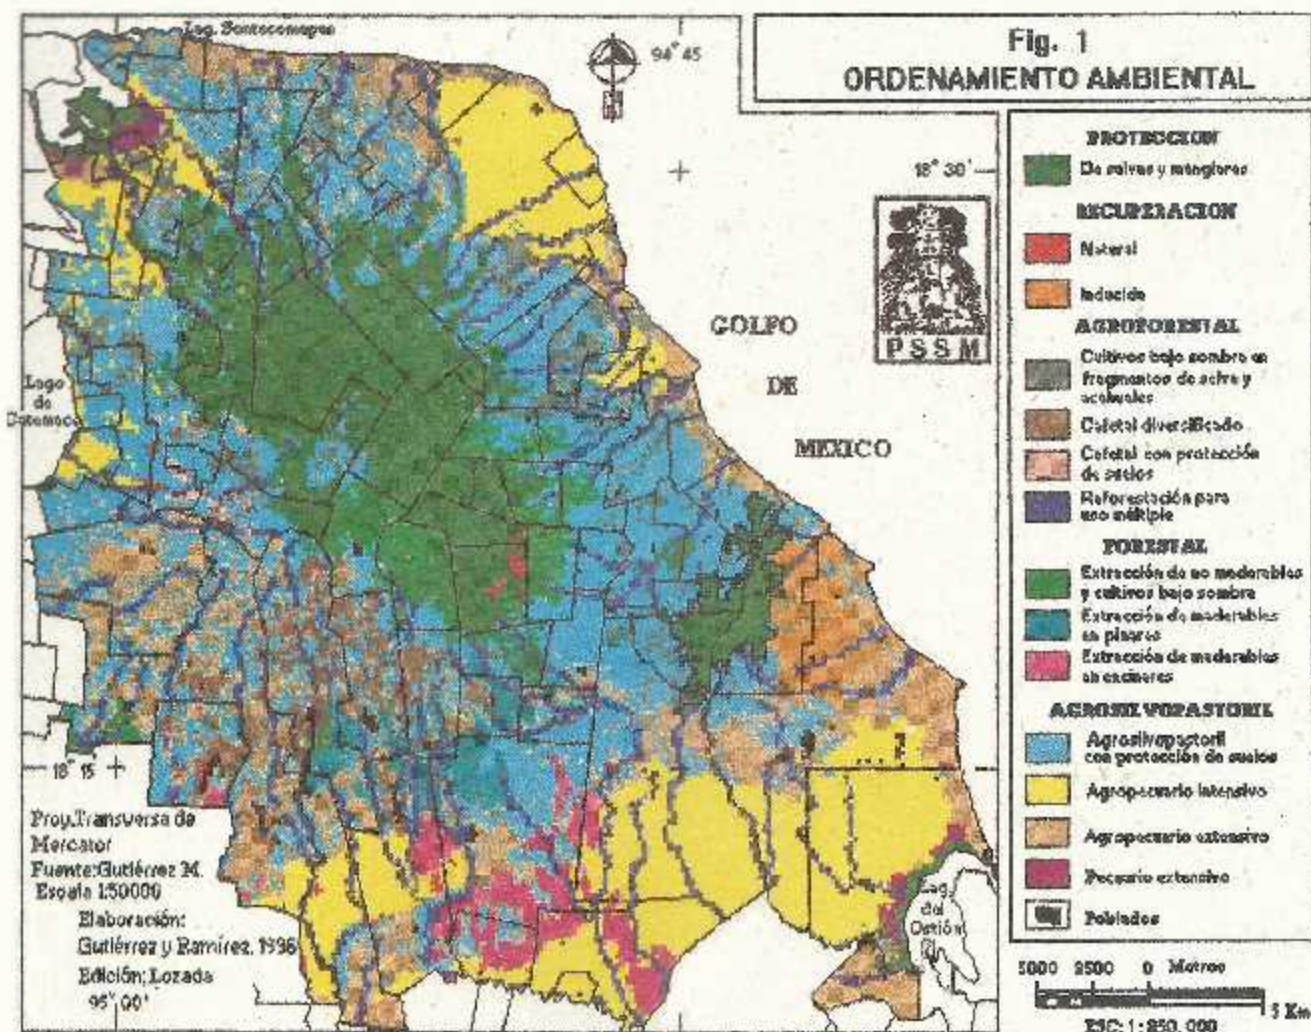 Fig. 1
ORDENAMIENTO AMBIENTAL
Lag. Sontecomapan
94° 45
18° 30'
PSSM
GOLFO
DE
MEXICO
Lago
de
Catemaco
18° 15'
Proy. Transversa de
Mercator
Fuente: Gutiérrez M.
Escala 1:50000
Elaboración:
Gutiérrez y Ramírez, 1996
Edición: Lozada
95° 00'
Lag.
del
Ostión
PROTECCION
De selvas y manglares
RECUPERACION
Natural
Inducida
AGROFORESTAL
Cultivos bajo sombra en
fragmentos de selva y
acahuales
Cafetal diversificado
Cafetal con protección
de suelos
Reforestación para
uso múltiple
FORESTAL
Extracción de no maderables
y cultivos bajo sombra
Extracción de maderables
en pinares
Extracción de maderables
en encinares
AGROSILVOPASTORIL
Agrosilvopastoril
con protección de suelos
Agropecuario intensivo
Agropecuario extensivo
Pecuario extensivo
Poblados
5000 2500 0 Metros
5 Km
ESC: 1:250,000